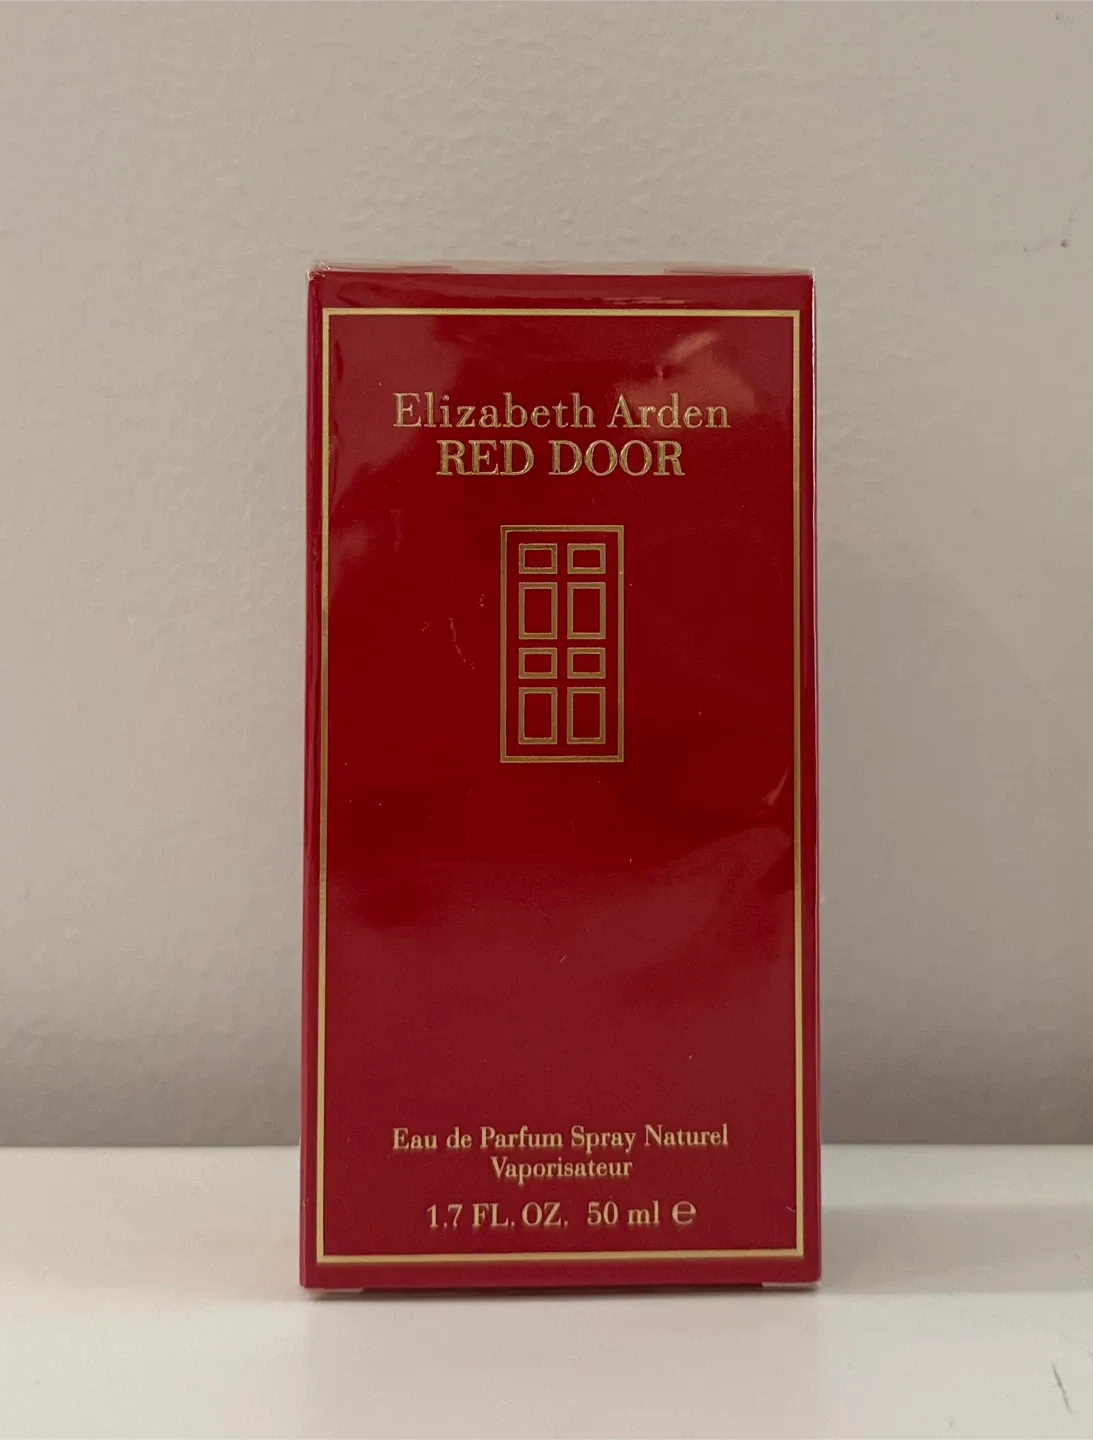 Elizabeth Arden
RED DOOR
Eau de Parfum Spray Naturel
Vaporisateur
1.7 FL. OZ. 50 ml ℮